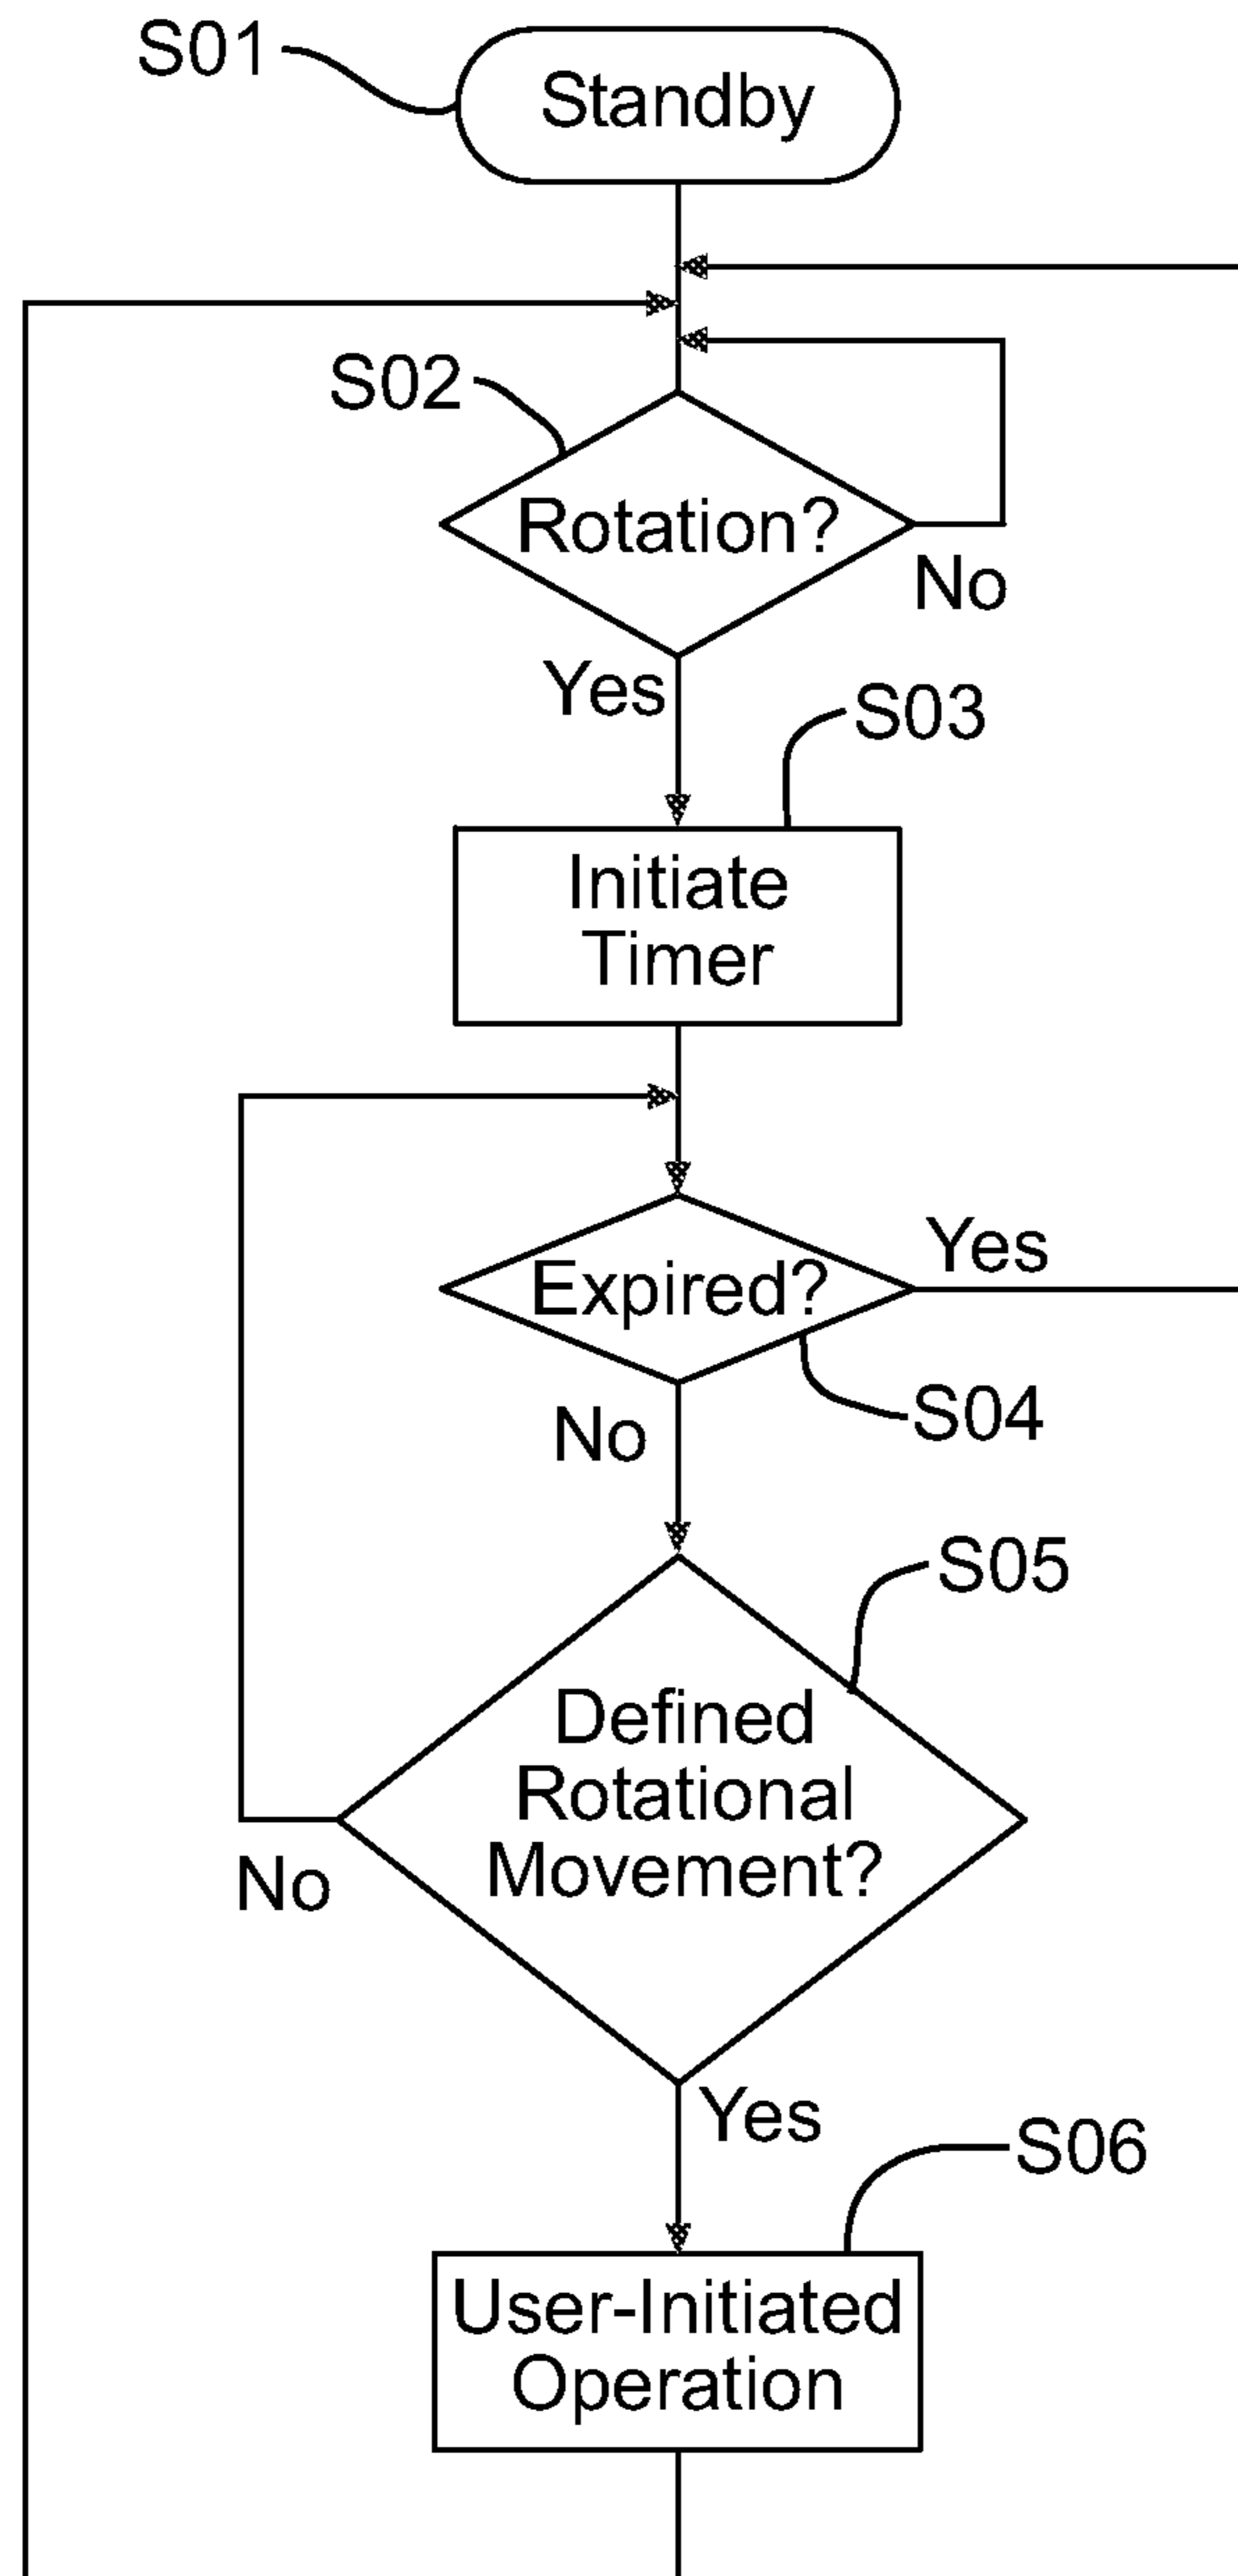 S01
Standby
S02
Rotation?
No
Yes
S03
Initiate
Timer
Expired?
Yes
No
S04
S05
Defined
Rotational
Movement?
No
Yes
S06
User-Initiated
Operation